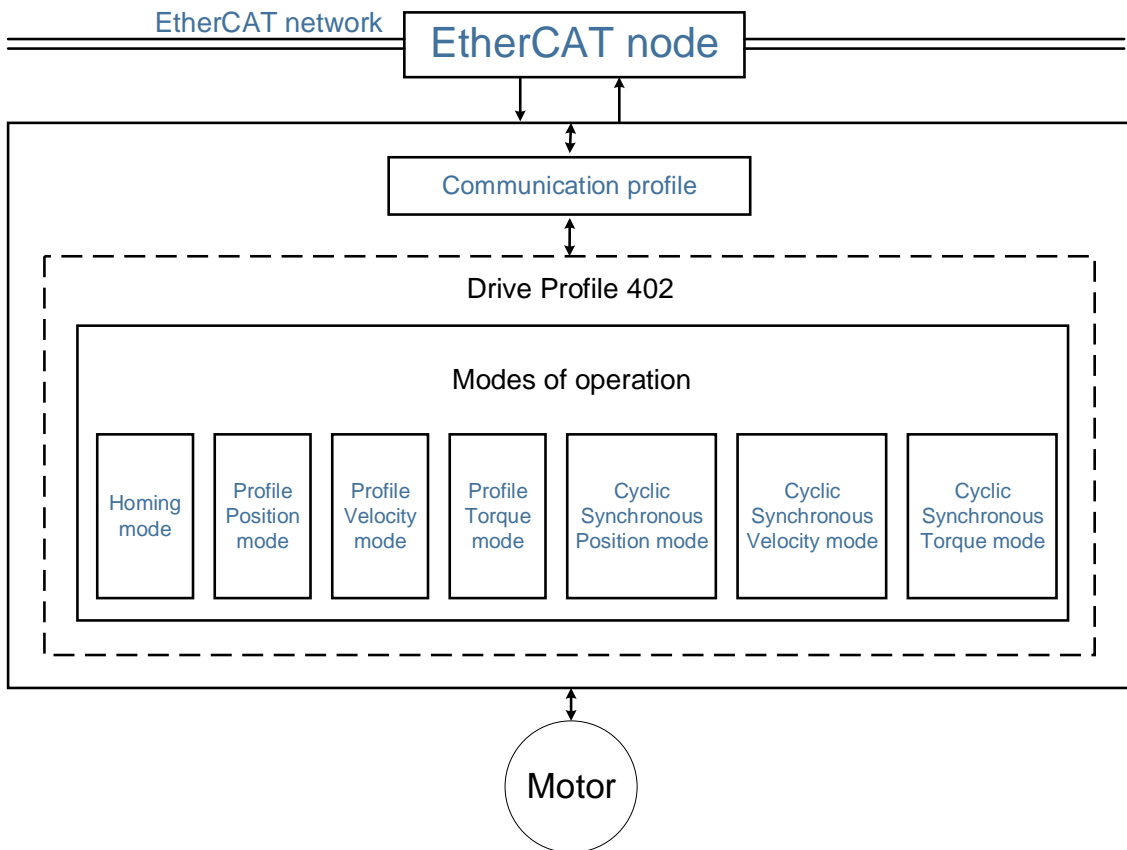 EtherCAT network
EtherCAT node
Communication profile
Drive Profile 402
Modes of operation
Homing
mode
Profile
Position
mode
Profile
Velocity
mode
Profile
Torque
mode
Cyclic
Synchronous
Position mode
Cyclic
Synchronous
Velocity mode
Cyclic
Synchronous
Torque mode
Motor